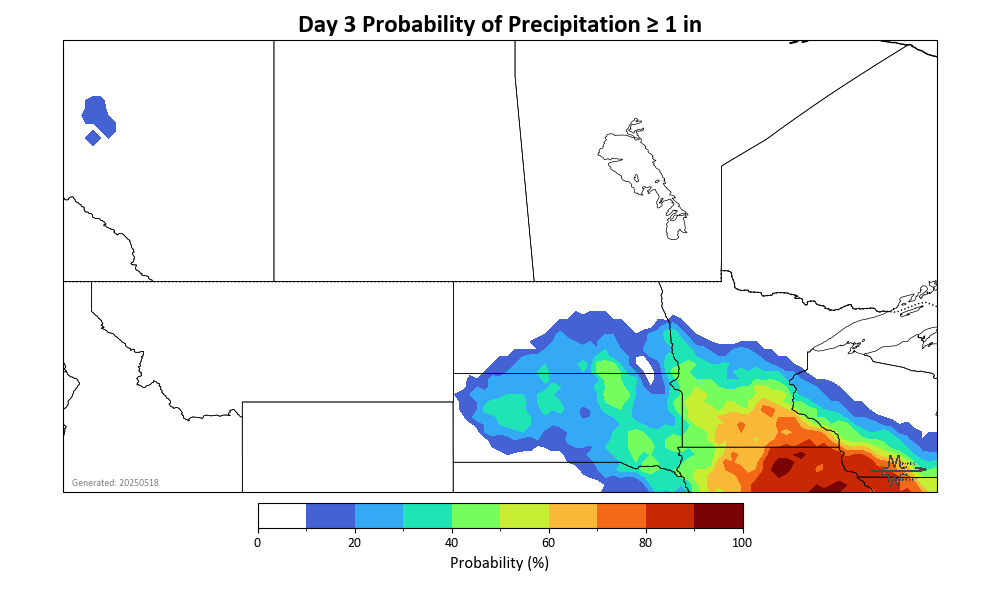 Day 3 Probability of Precipitation ≥ 1 in
Generated: 20250518
0 20 40 60 80 100
Probability (%)